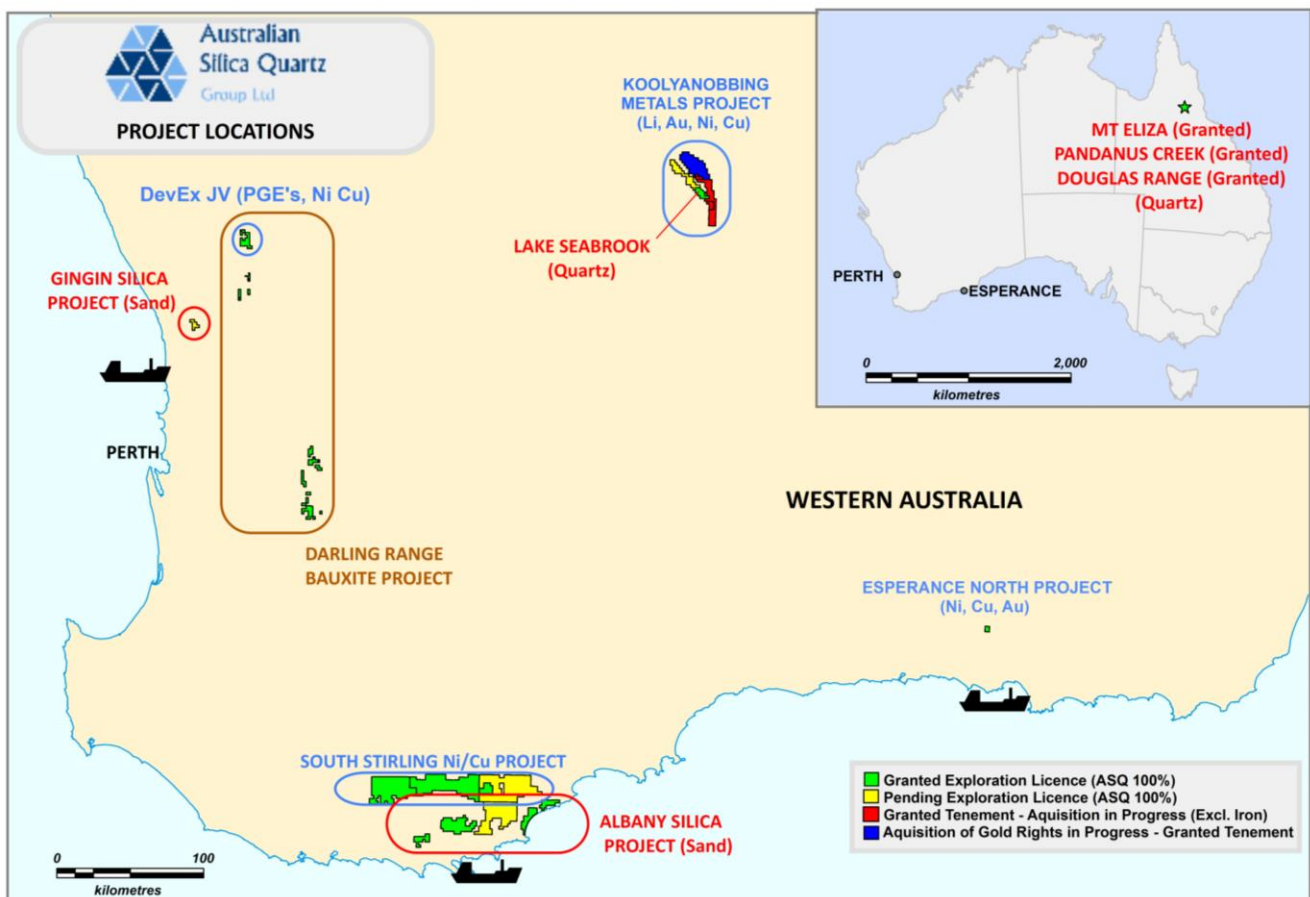 Australian
Silica Quartz
Group Ltd
PROJECT LOCATIONS
KOOLYANOBBING
METALS PROJECT
(Li, Au, Ni, Cu)
DevEx JV (PGE's, Ni Cu)
LAKE SEABROOK
(Quartz)
GINGIN SILICA
PROJECT (Sand)
PERTH
DARLING RANGE
BAUXITE PROJECT
WESTERN AUSTRALIA
ESPERANCE NORTH PROJECT
(Ni, Cu, Au)
SOUTH STIRLING Ni/Cu PROJECT
ALBANY SILICA
PROJECT (Sand)
0 100
kilometres
MT ELIZA (Granted)
PANDANUS CREEK (Granted)
DOUGLAS RANGE (Granted)
(Quartz)
PERTH
ESPERANCE
0 2,000
kilometres
Granted Exploration Licence (ASQ 100%)
Pending Exploration Licence (ASQ 100%)
Granted Tenement - Aquisition in Progress (Excl. Iron)
Aquisition of Gold Rights in Progress - Granted Tenement